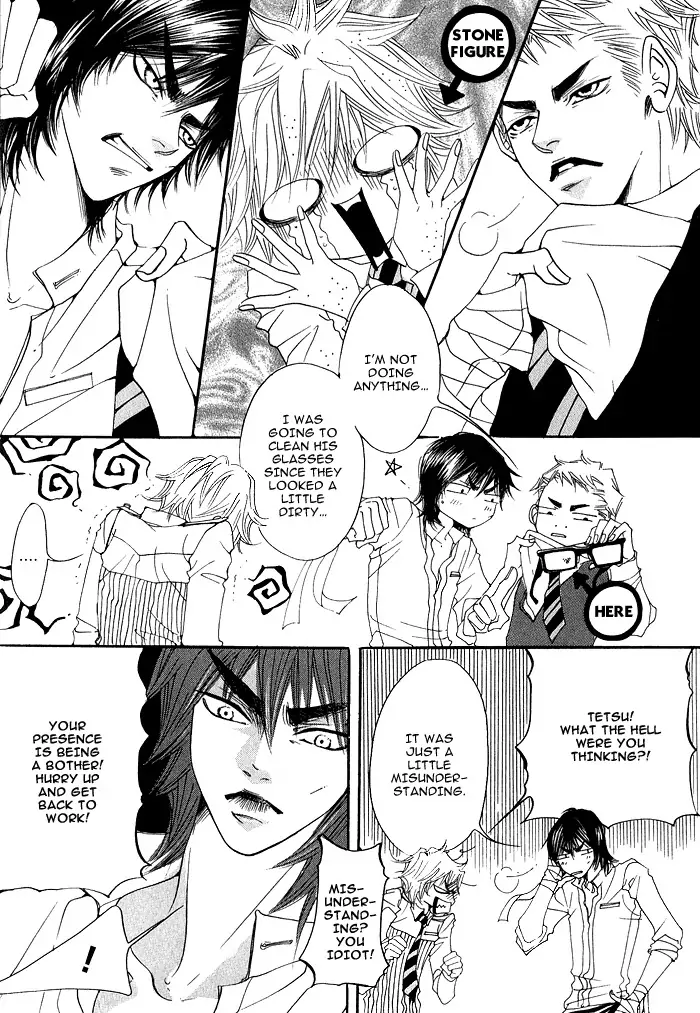 STONE
FIGURE
I'M NOT
DOING
ANYTHING...
I WAS
GOING TO
CLEAN HIS
GLASSES
SINCE THEY
LOOKED A
LITTLE
DIRTY...
....
HERE
TETSU!
WHAT THE HELL
WERE YOU
THINKING?!
IT WAS
JUST A
LITTLE
MISUNDER-
STANDING.
MIS-
UNDER-
STAND-
ING?
YOU
IDIOT!
YOUR
PRESENCE
IS BEING
A BOTHER!
HURRY UP
AND GET
BACK TO
WORK!
!